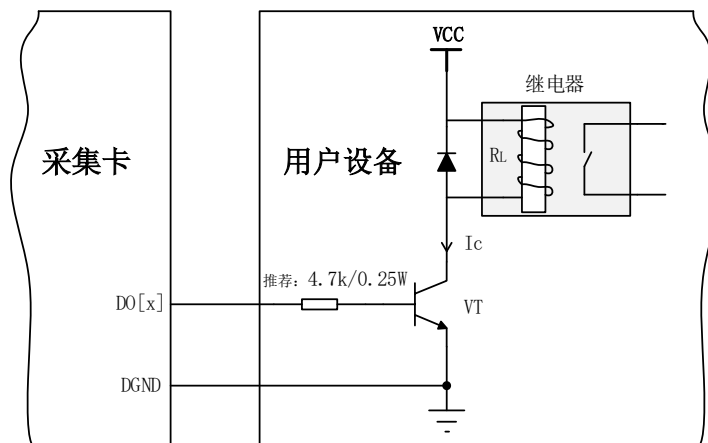 VCC
继电器
采集卡
用户设备
RL
Ic
推荐: 4.7k/0.25W
DO[x]
VT
DGND